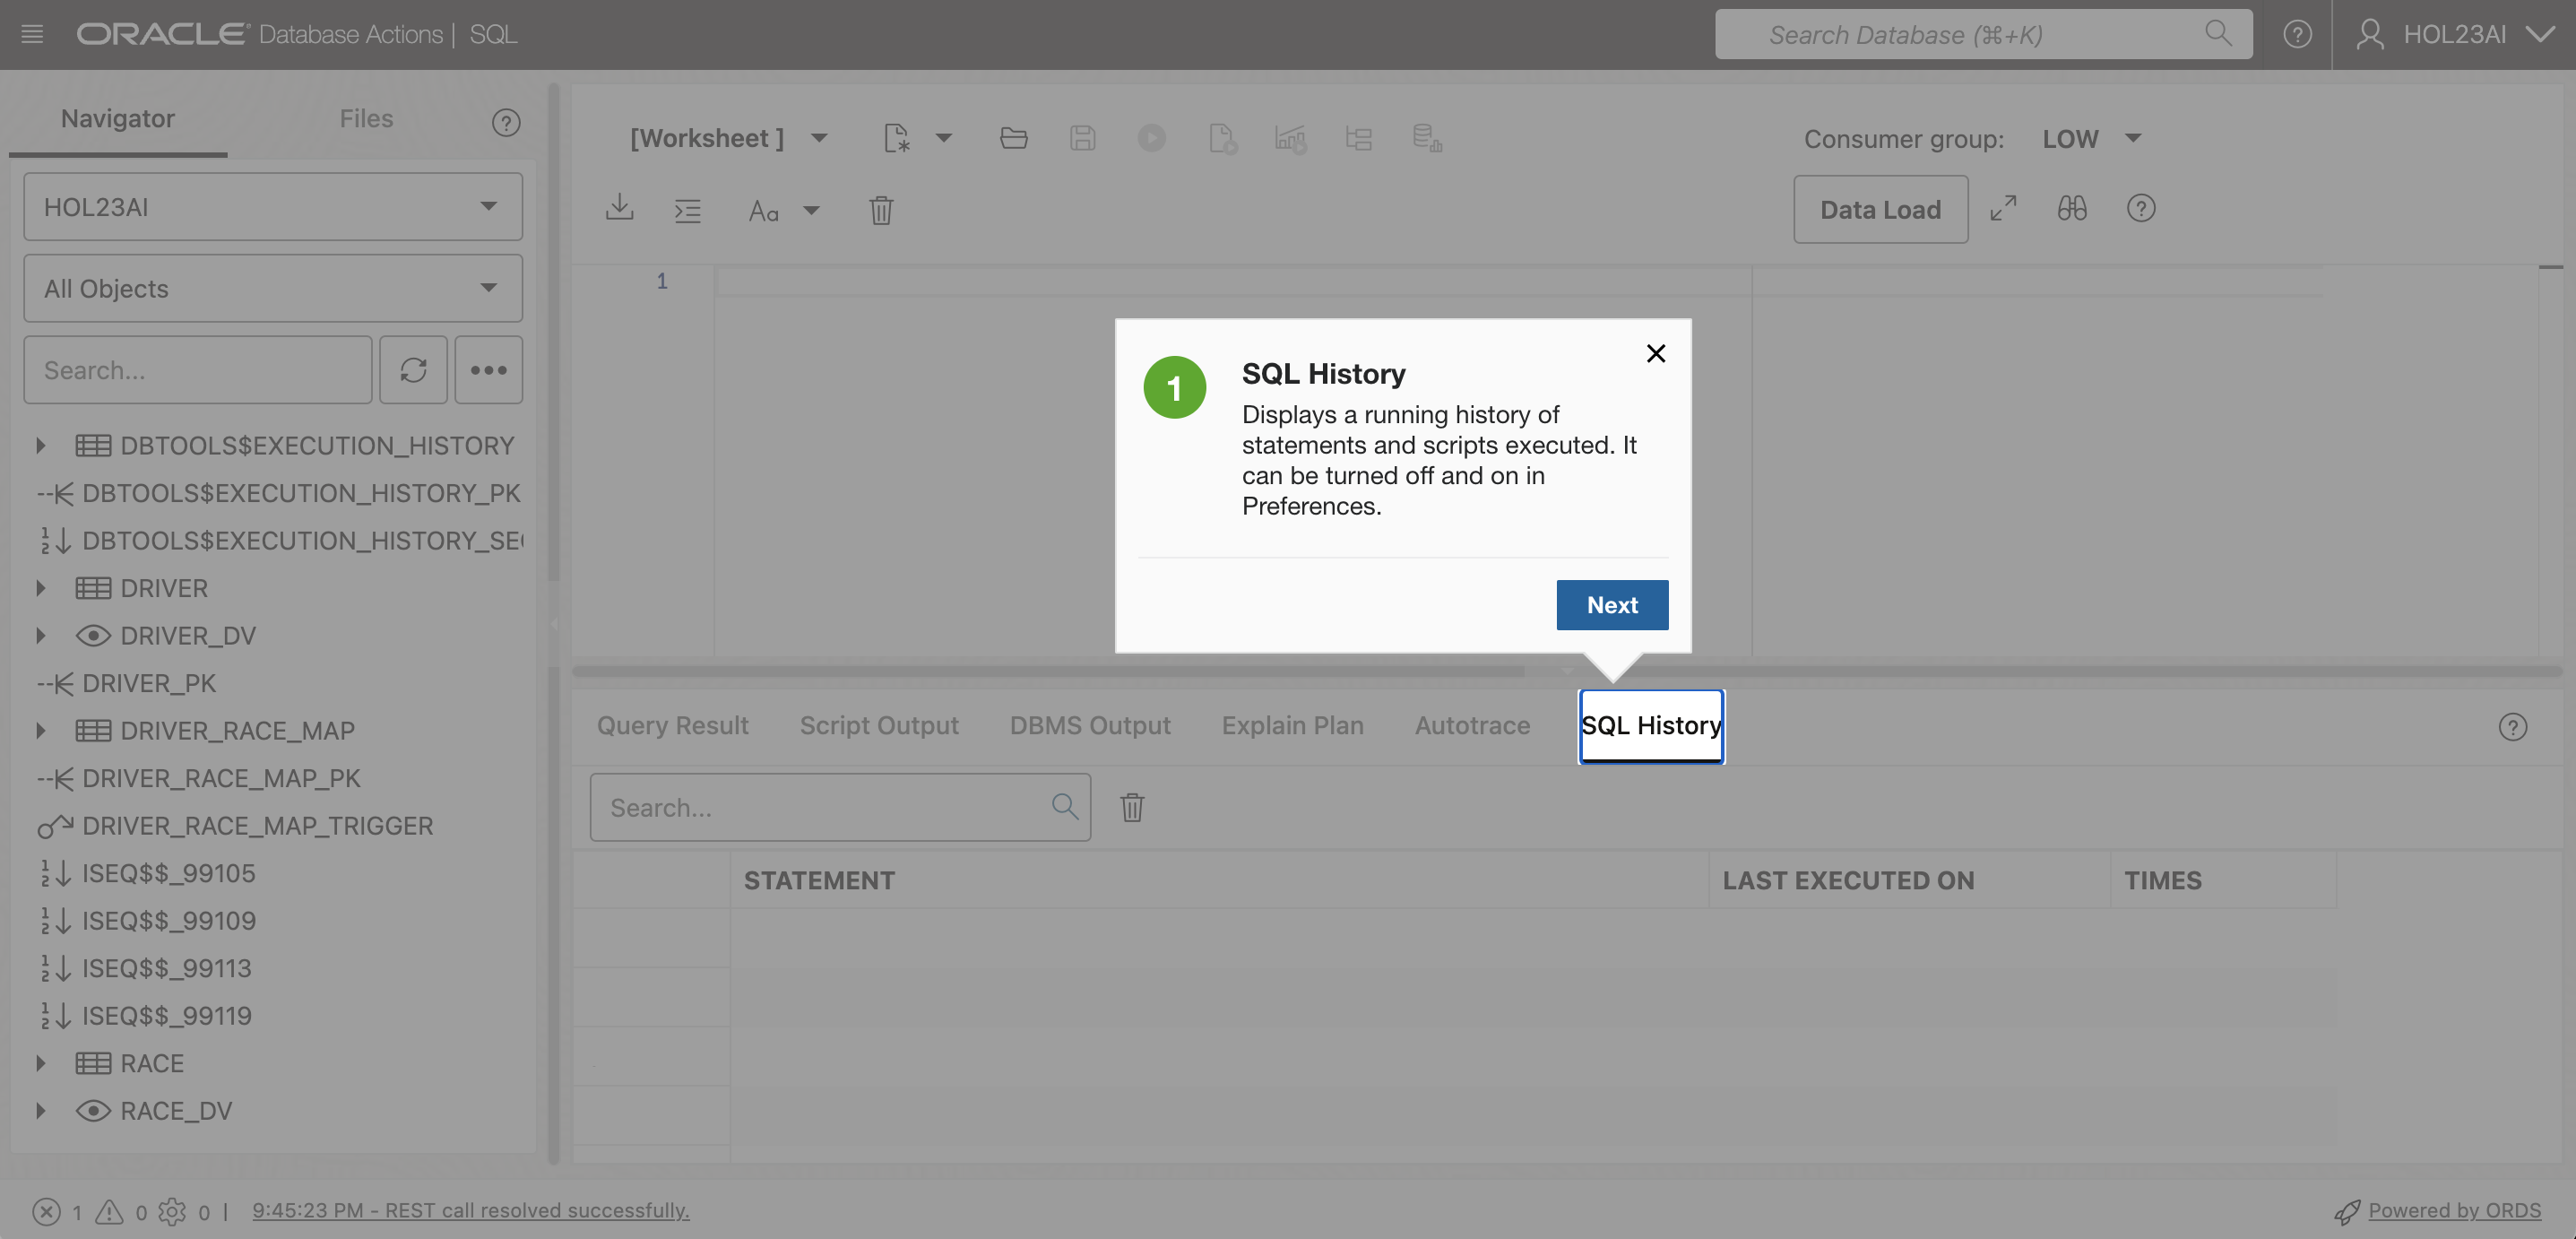 ORACLE Database Actions | SQL
Search Database (⌘+K)
HOL23AI
Navigator
Files
HOL23AI
All Objects
Search...
DBTOOLS$EXECUTION_HISTORY
DBTOOLS$EXECUTION_HISTORY_PK
DBTOOLS$EXECUTION_HISTORY_SE
DRIVER
DRIVER_DV
DRIVER_PK
DRIVER_RACE_MAP
DRIVER_RACE_MAP_PK
DRIVER_RACE_MAP_TRIGGER
ISEQ$$_99105
ISEQ$$_99109
ISEQ$$_99113
ISEQ$$_99119
RACE
RACE_DV
[Worksheet ]
Consumer group: LOW
Aa
Data Load
1
1
SQL History
Displays a running history of
statements and scripts executed. It
can be turned off and on in
Preferences.
Next
Query Result
Script Output
DBMS Output
Explain Plan
Autotrace
SQL History
Search...
STATEMENT
LAST EXECUTED ON
TIMES
1 0 0 | 9:45:23 PM - REST call resolved successfully.
Powered by ORDS